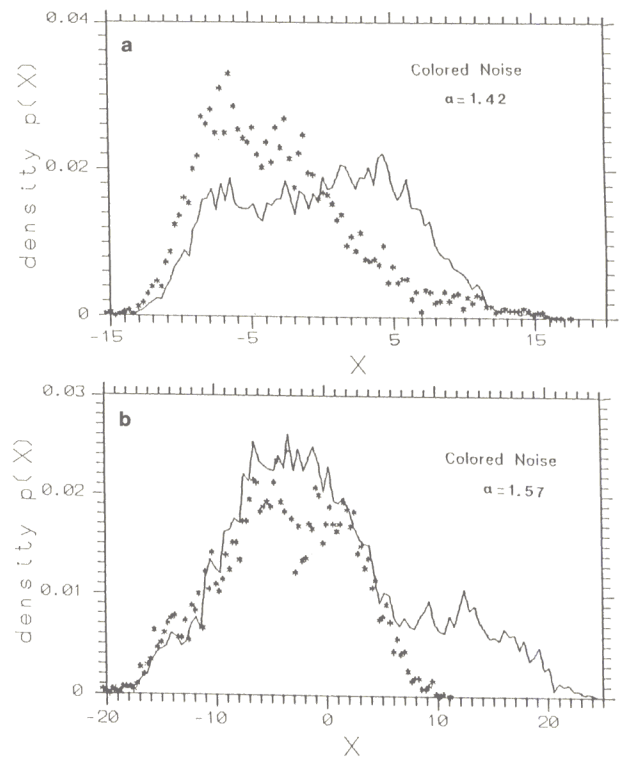 0.04
a
Colored Noise
α=1.42
density p(X)
0.02
0
-15
-5
5
15
X
0.03
b
Colored Noise
α=1.57
density p(X)
0.02
0.01
0
-20
-10
0
10
20
X